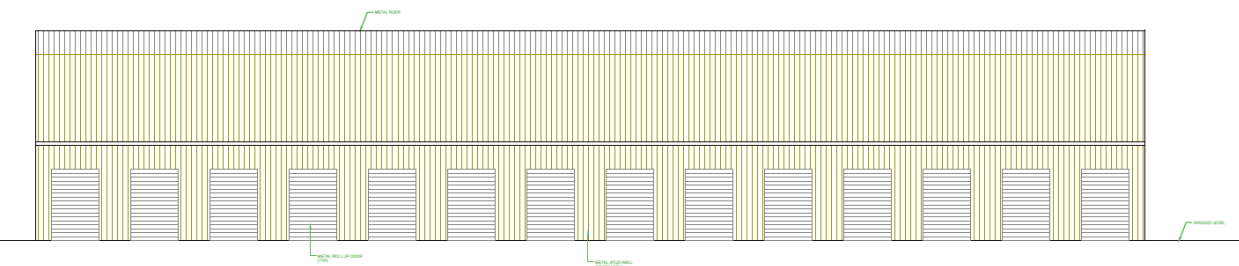 METAL ROOF
GROUND LEVEL
METAL ROLL UP DOOR
(TYP)
METAL STUD WALL